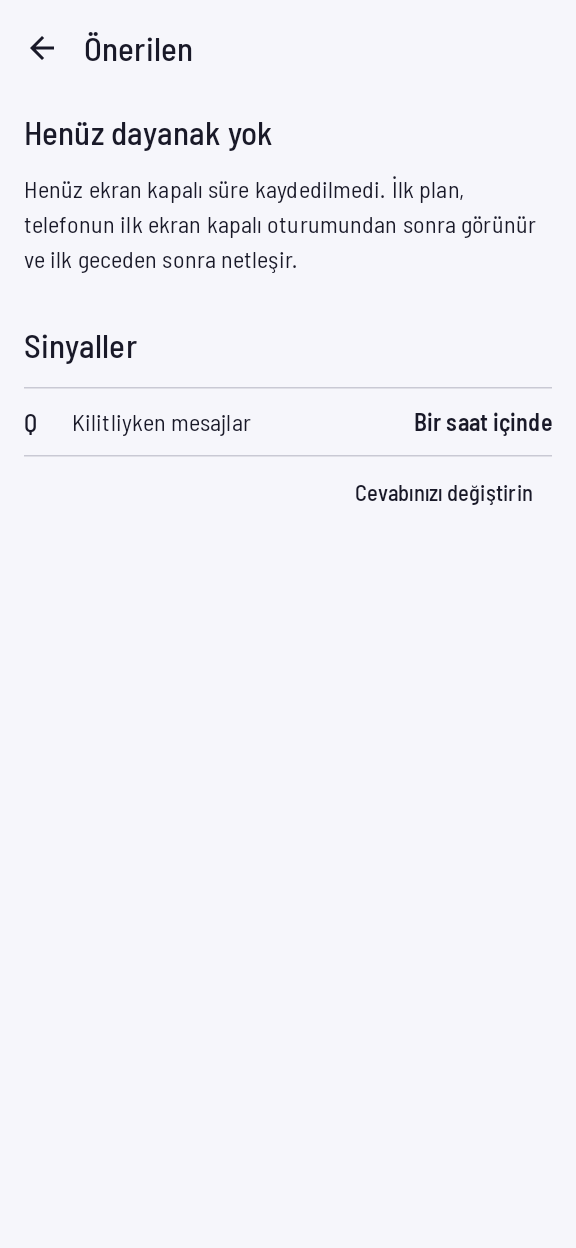 Önerilen
Henüz dayanak yok
Henüz ekran kapalı süre kaydedilmedi. İlk plan,
telefonun ilk ekran kapalı oturumundan sonra görünür
ve ilk geceden sonra netleşir.
Sinyaller
Q Kilitliyken mesajlar Bir saat içinde
Cevabınızı değiştirin